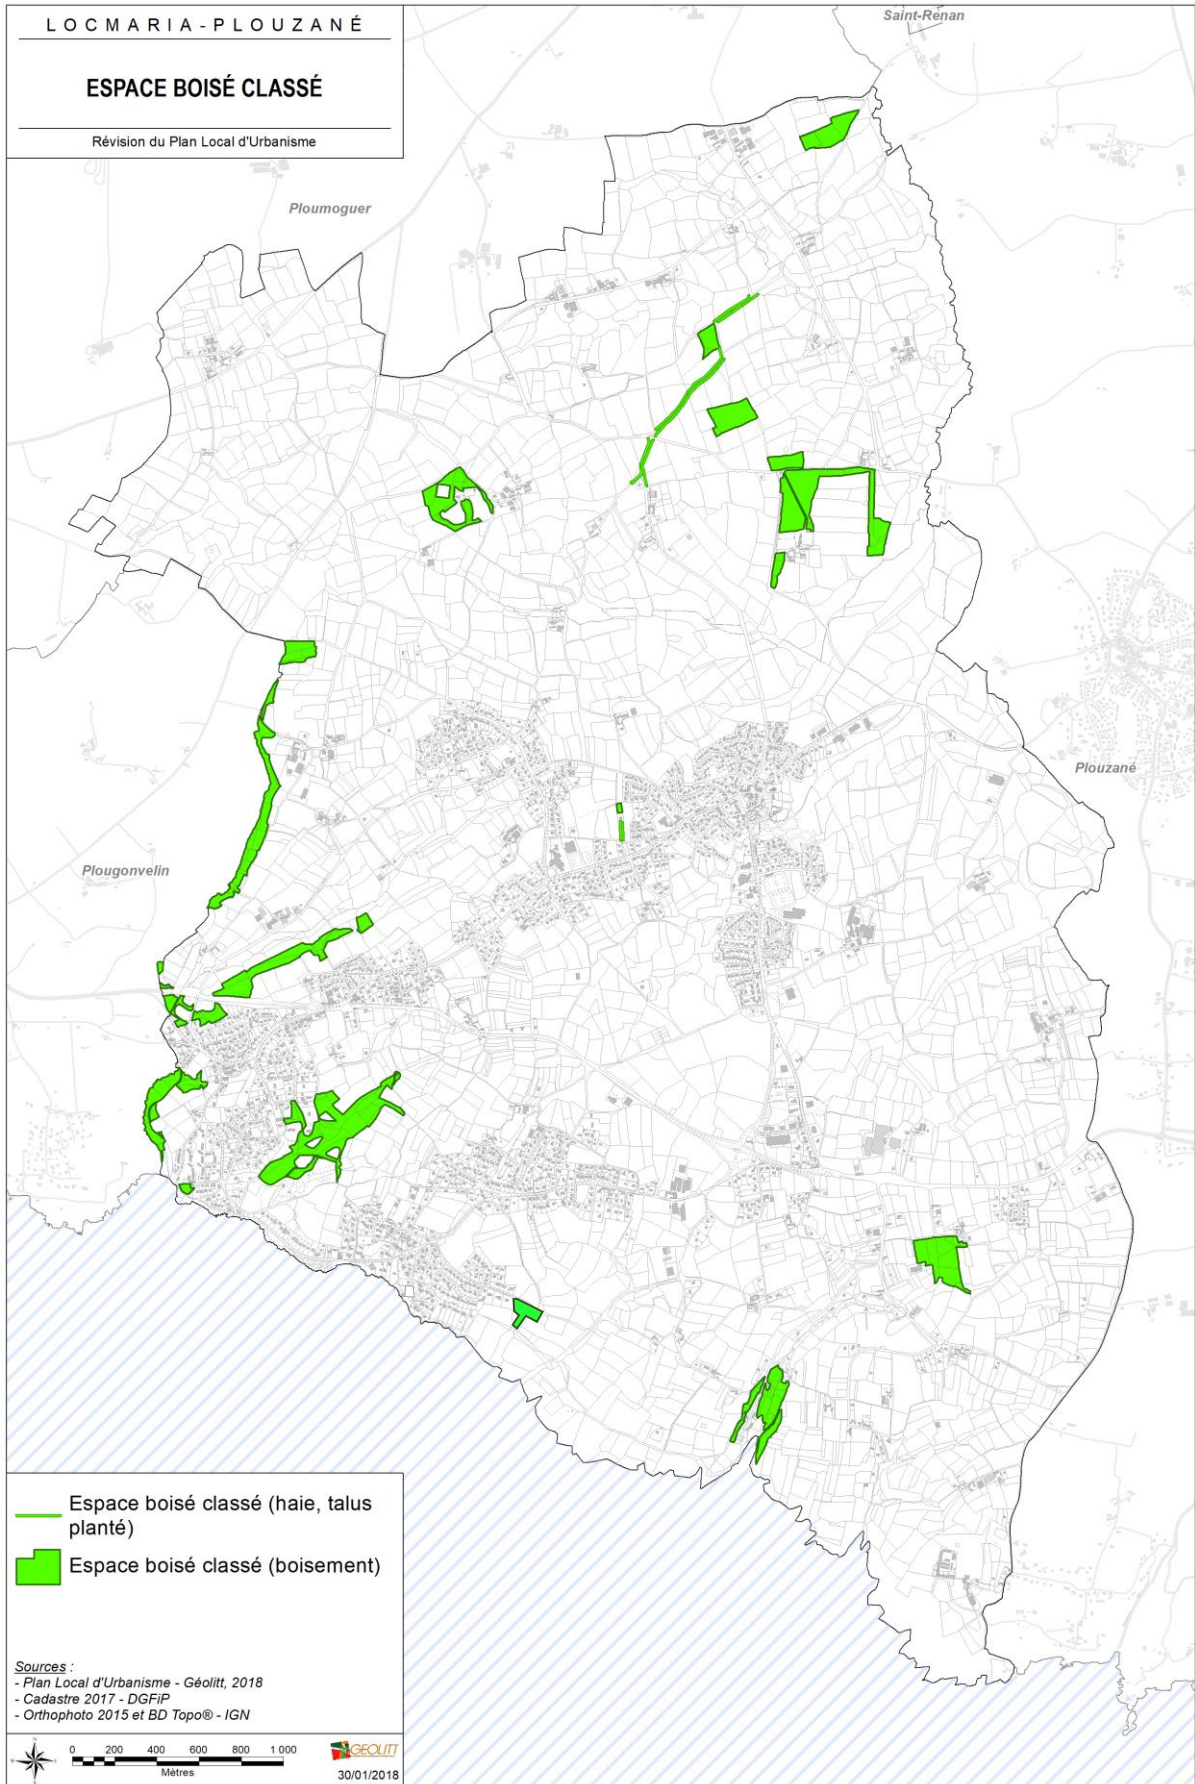 LOCMARIA-PLOUZANÉ
ESPACE BOISÉ CLASSÉ
Révision du Plan Local d'Urbanisme
Saint-Renan
Ploumoguer
Plouzané
Plougonvelin
Espace boisé classé (haie, talus
planté)
Espace boisé classé (boisement)
Sources :
- Plan Local d'Urbanisme - Géolitt, 2018
- Cadastre 2017 - DGFiP
- Orthophoto 2015 et BD Topo® - IGN
0 200 400 600 800 1 000
Mètres
GEOLITT
30/01/2018